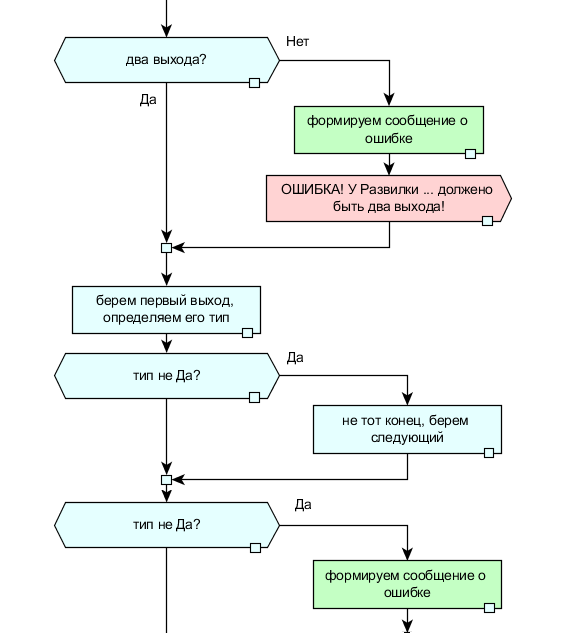 два выхода?
Нет
Да
формируем сообщение о
ошибке
ОШИБКА! У Развилки ... должено
быть два выхода!
берем первый выход,
определяем его тип
тип не Да?
Да
не тот конец, берем
следующий
тип не Да?
Да
формируем сообщение о
ошибке